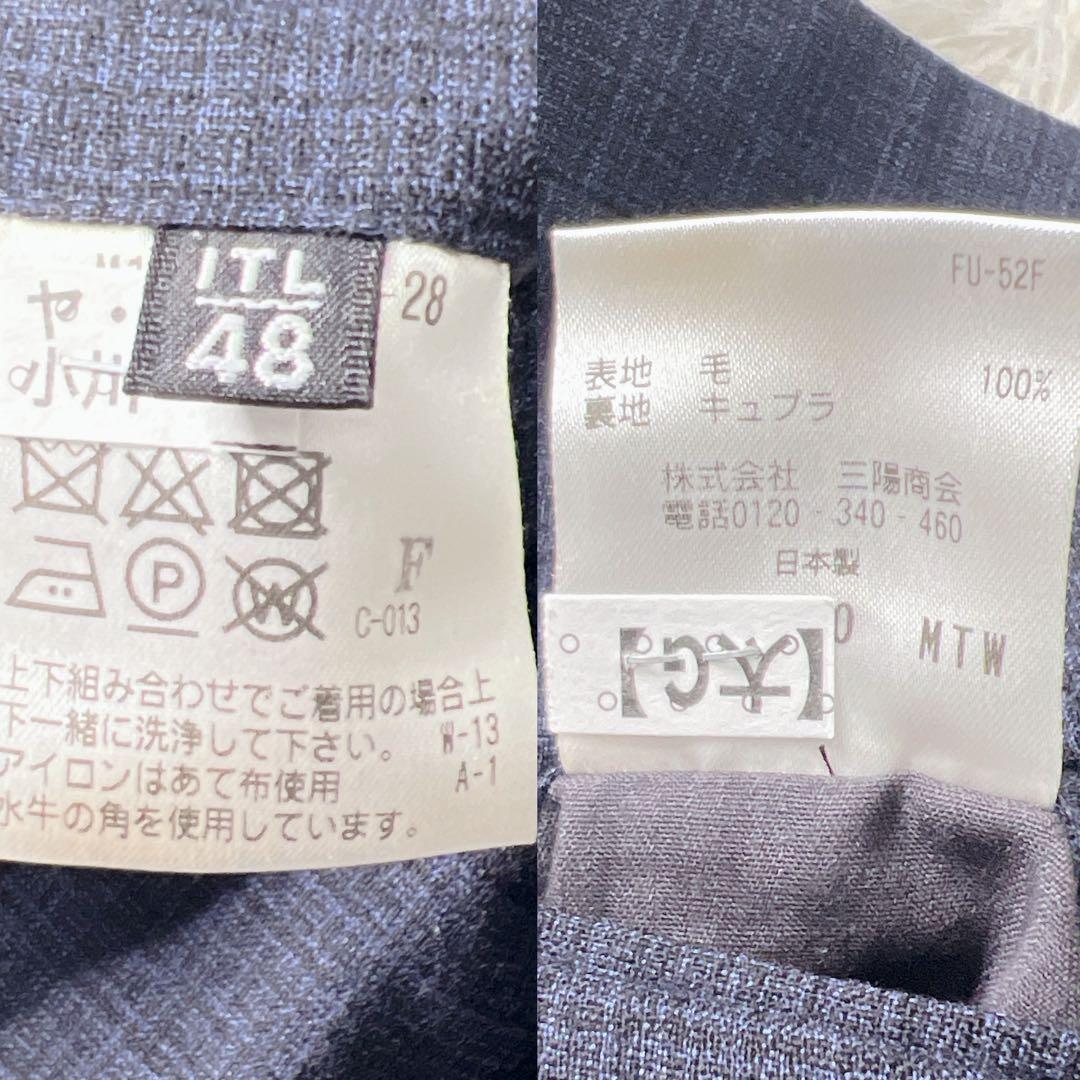 ITL
48
-28
ヤ・
F
C-013
上下組み合わせでご着用の場合上
下一緒に洗浄して下さい。 W-13
アイロンはあて布使用 A-1
水牛の角を使用しています。
FU-52F
表地 毛 100%
裏地 キュプラ
株式会社 三陽商会
電話0120-340-460
日本製
0 MTW
【大G】